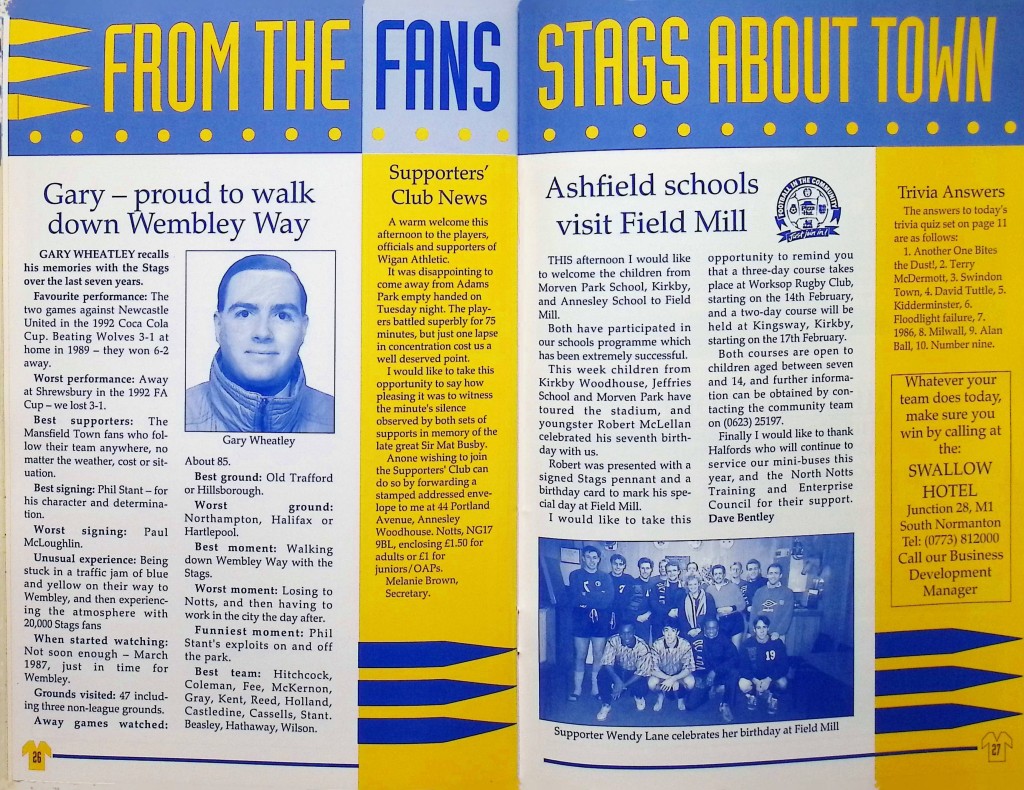 FROM THE FANS
Gary – proud to walk
down Wembley Way
GARY WHEATLEY recalls
his memories with the Stags
over the last seven years.
Favourite performance: The
two games against Newcastle
United in the 1992 Coca Cola
Cup. Beating Wolves 3-1 at
home in 1989 – they won 6-2
away.
Worst performance: Away
at Shrewsbury in the 1992 FA
Cup – we lost 3-1.
Best supporters: The
Mansfield Town fans who fol-
low their team anywhere, no
matter the weather, cost or sit-
uation.
Best signing: Phil Stant – for
his character and determina-
tion.
Worst signing: Paul
McLoughlin.
Unusual experience: Being
stuck in a traffic jam of blue
and yellow on their way to
Wembley, and then experienc-
ing the atmosphere with
20,000 Stags fans
When started watching:
Not soon enough – March
1987, just in time for
Wembley.
Grounds visited: 47 includ-
ing three non-league grounds.
Away games watched:
Gary Wheatley
About 85.
Best ground: Old Trafford
or Hillsborough.
Worst ground:
Northampton, Halifax or
Hartlepool.
Best moment: Walking
down Wembley Way with the
Stags.
Worst moment: Losing to
Notts, and then having to
work in the city the day after.
Funniest moment: Phil
Stant's exploits on and off
the park.
Best team: Hitchcock,
Coleman, Fee, McKernon,
Gray, Kent, Reed, Holland,
Castledine, Cassells, Stant.
Beasley, Hathaway, Wilson.
26
Supporters'
Club News
A warm welcome this
afternoon to the players,
officials and supporters of
Wigan Athletic.
It was disappointing to
come away from Adams
Park empty handed on
Tuesday night. The play-
ers battled superbly for 75
minutes, but just one lapse
in concentration cost us a
well deserved point.
I would like to take this
opportunity to say how
pleasing it was to witness
the minute's silence
observed by both sets of
supports in memory of the
late great Sir Mat Busby.
Anone wishing to join
the Supporters' Club can
do so by forwarding a
stamped addressed enve-
lope to me at 44 Portland
Avenue, Annesley
Woodhouse. Notts, NG17
9BL, enclosing £1.50 for
adults or £1 for
juniors/OAPs.
Melanie Brown,
Secretary.
STAGS ABOUT TOWN
Ashfield schools
visit Field Mill
FOOTBALL IN THE COMMUNITY
Just join in!
THIS afternoon I would like
to welcome the children from
Morven Park School, Kirkby,
and Annesley School to Field
Mill.
Both have participated in
our schools programme which
has been extremely successful.
This week children from
Kirkby Woodhouse, Jeffries
School and Morven Park have
toured the stadium, and
youngster Robert McLellan
celebrated his seventh birth-
day with us.
Robert was presented with a
signed Stags pennant and a
birthday card to mark his spe-
cial day at Field Mill.
I would like to take this
opportunity to remind you
that a three-day course takes
place at Worksop Rugby Club,
starting on the 14th February,
and a two-day course will be
held at Kingsway, Kirkby,
starting on the 17th February.
Both courses are open to
children aged between seven
and 14, and further informa-
tion can be obtained by con-
tacting the community team
on (0623) 25197.
Finally I would like to thank
Halfords who will continue to
service our mini-buses this
year, and the North Notts
Training and Enterprise
Council for their support.
Dave Bentley
19
Supporter Wendy Lane celebrates her birthday at Field Mill
Trivia Answers
The answers to today's
trivia quiz set on page 11
are as follows:
1. Another One Bites
the Dust!, 2. Terry
McDermott, 3. Swindon
Town, 4. David Tuttle, 5.
Kidderminster, 6.
Floodlight failure, 7.
1986, 8. Milwall, 9. Alan
Ball, 10. Number nine.
Whatever your
team does today,
make sure you
win by calling at
the:
SWALLOW
HOTEL
Junction 28, M1
South Normanton
Tel: (0773) 812000
Call our Business
Development
Manager
27